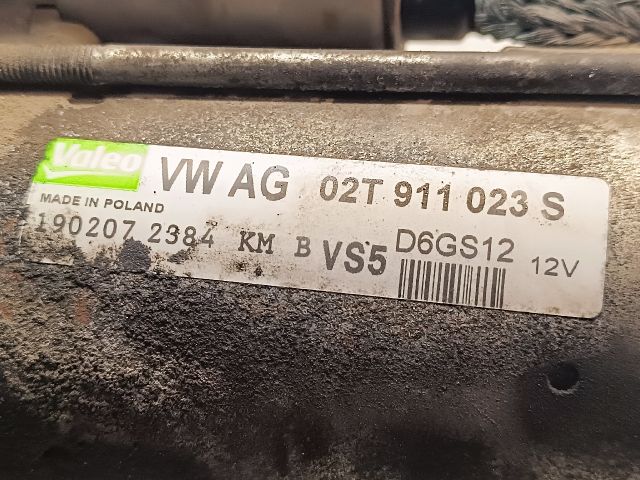 Valeo VW AG 02T 911 023 S
MADE IN POLAND
190207 2384 KM B VS5 D6GS12 12V